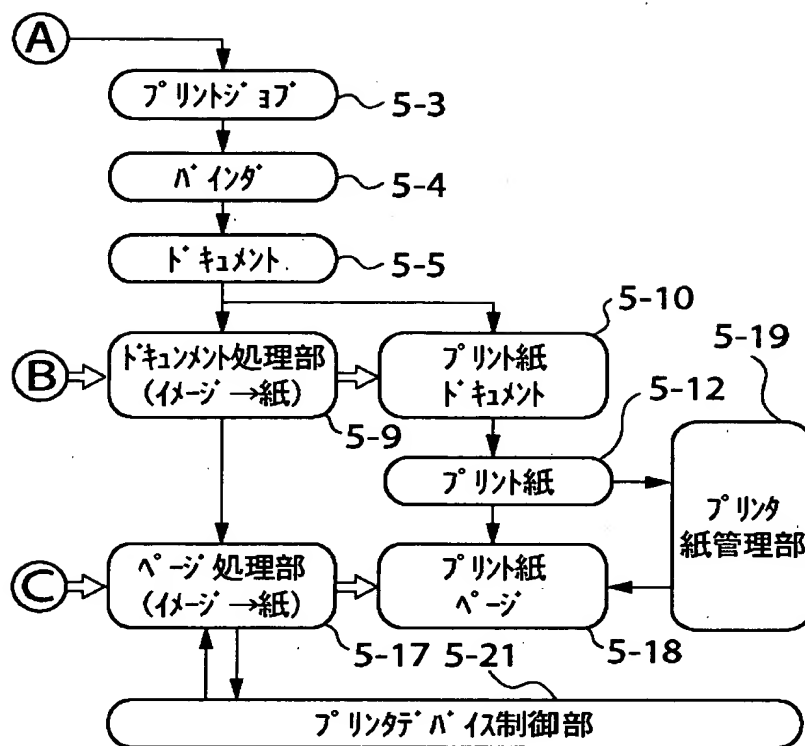 A
プリントジョブ
5-3
バインダ
5-4
ドキュメント
5-5
5-10
5-19
B
ドキュンメント処理部
(イメージ→紙)
5-9
プリント紙
ドキュメント
5-12
プリント紙
プリンタ
紙管理部
C
ページ処理部
(イメージ→紙)
プリント紙
ページ
5-17
5-21
5-18
プリンタデバイス制御部